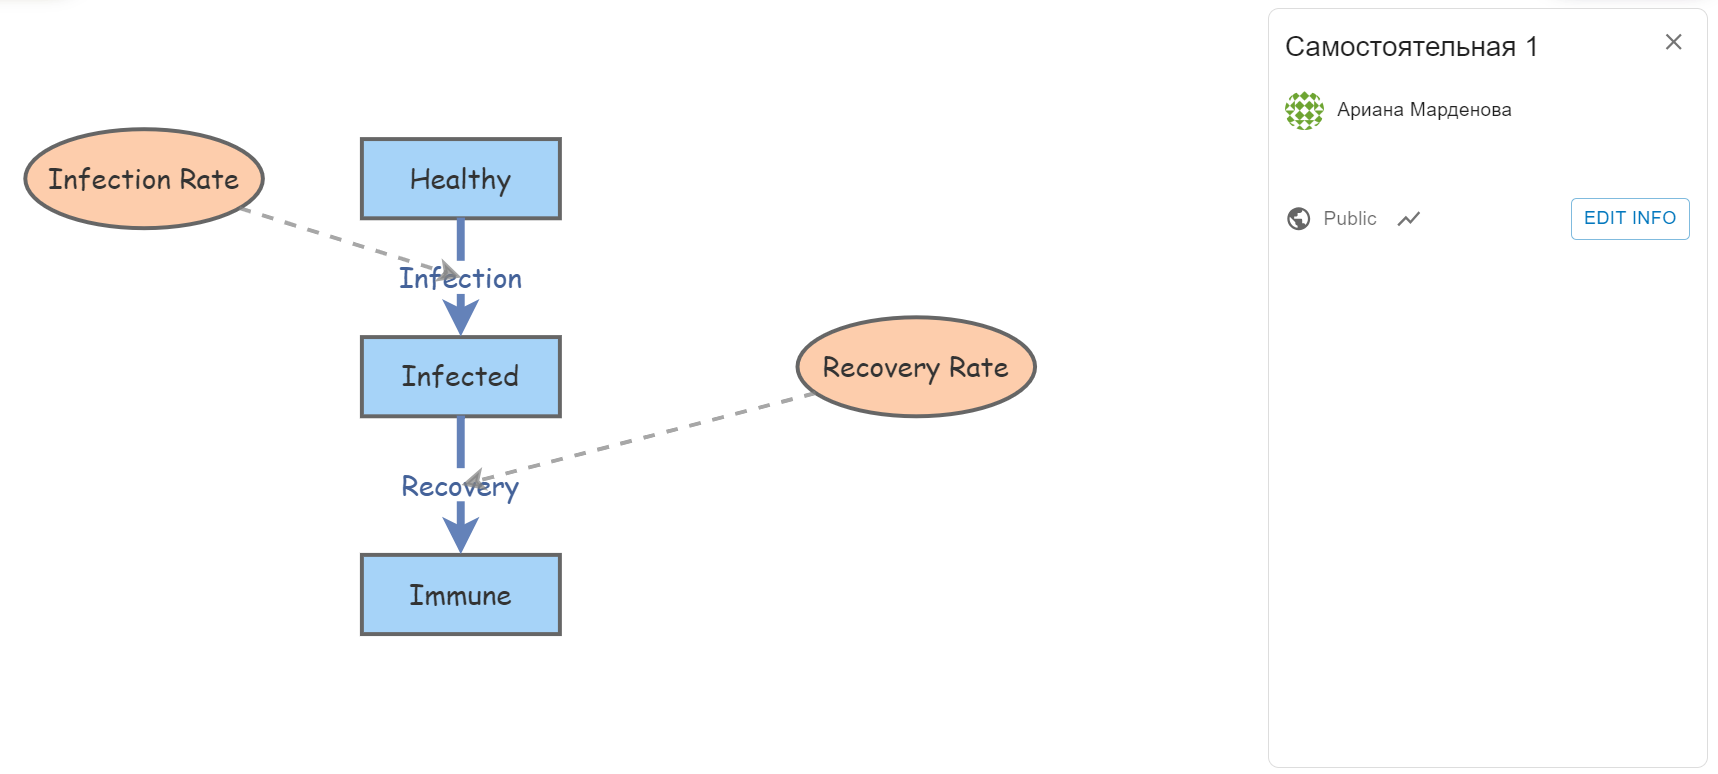 Infection Rate
Healthy
Infection
Infected
Recovery Rate
Recovery
Immune
Самостоятельная 1
Ариана Марденова
Public
EDIT INFO